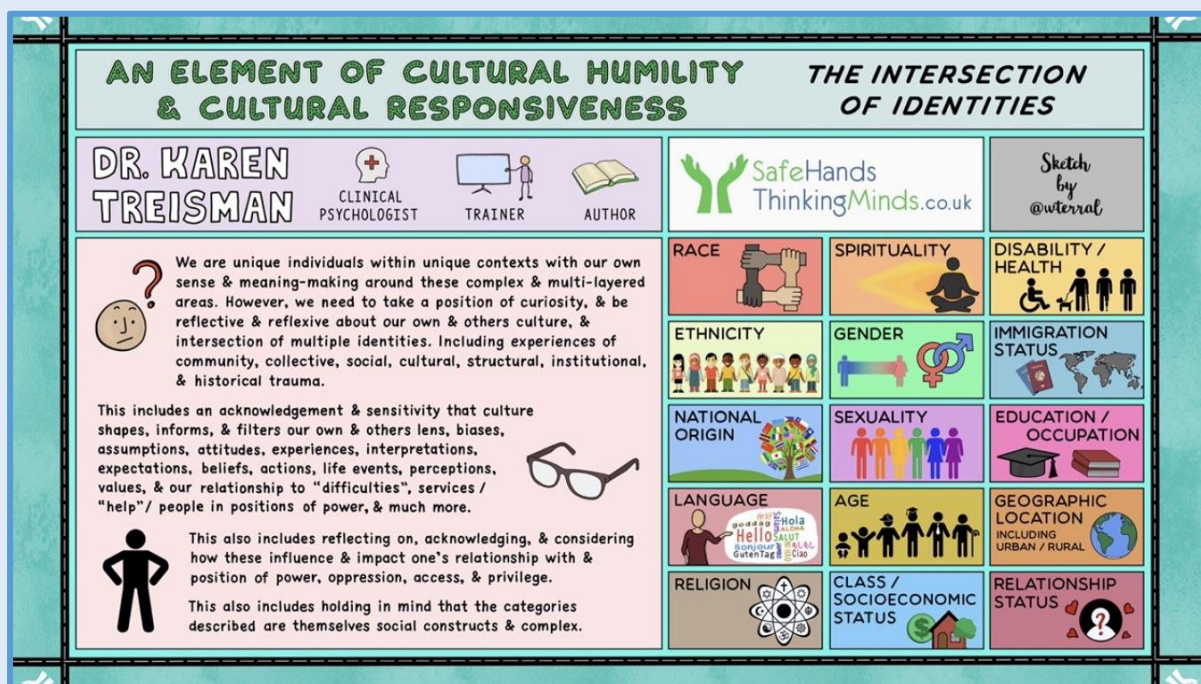 AN ELEMENT OF CULTURAL HUMILITY
& CULTURAL RESPONSIVENESS
THE INTERSECTION
OF IDENTITIES
DR. KAREN
TREISMAN
CLINICAL
PSYCHOLOGIST
TRAINER
AUTHOR
SafeHands
ThinkingMinds.co.uk
Sketch
by
@wterral
We are unique individuals within unique contexts with our own
sense & meaning-making around these complex & multi-layered
areas. However, we need to take a position of curiosity, & be
reflective & reflexive about our own & others culture, &
intersection of multiple identities. Including experiences of
community, collective, social, cultural, structural, institutional,
& historical trauma.
This includes an acknowledgement & sensitivity that culture
shapes, informs, & filters our own & others lens, biases,
assumptions, attitudes, experiences, interpretations,
expectations, beliefs, actions, life events, perceptions,
values, & our relationship to "difficulties", services /
"help"/ people in positions of power, & much more.
This also includes reflecting on, acknowledging, & considering
how these influence & impact one's relationship with &
position of power, oppression, access, & privilege.
This also includes holding in mind that the categories
described are themselves social constructs & complex.
RACE
SPIRITUALITY
DISABILITY /
HEALTH
ETHNICITY
GENDER
IMMIGRATION
STATUS
NATIONAL
ORIGIN
SEXUALITY
EDUCATION /
OCCUPATION
LANGUAGE
goddag
Hola
ALOHA
Hello
SALUT
Bonjour
Guten Tag
Ciao
AGE
GEOGRAPHIC
LOCATION
INCLUDING
URBAN / RURAL
RELIGION
CLASS /
SOCIOECONOMIC
STATUS
RELATIONSHIP
STATUS